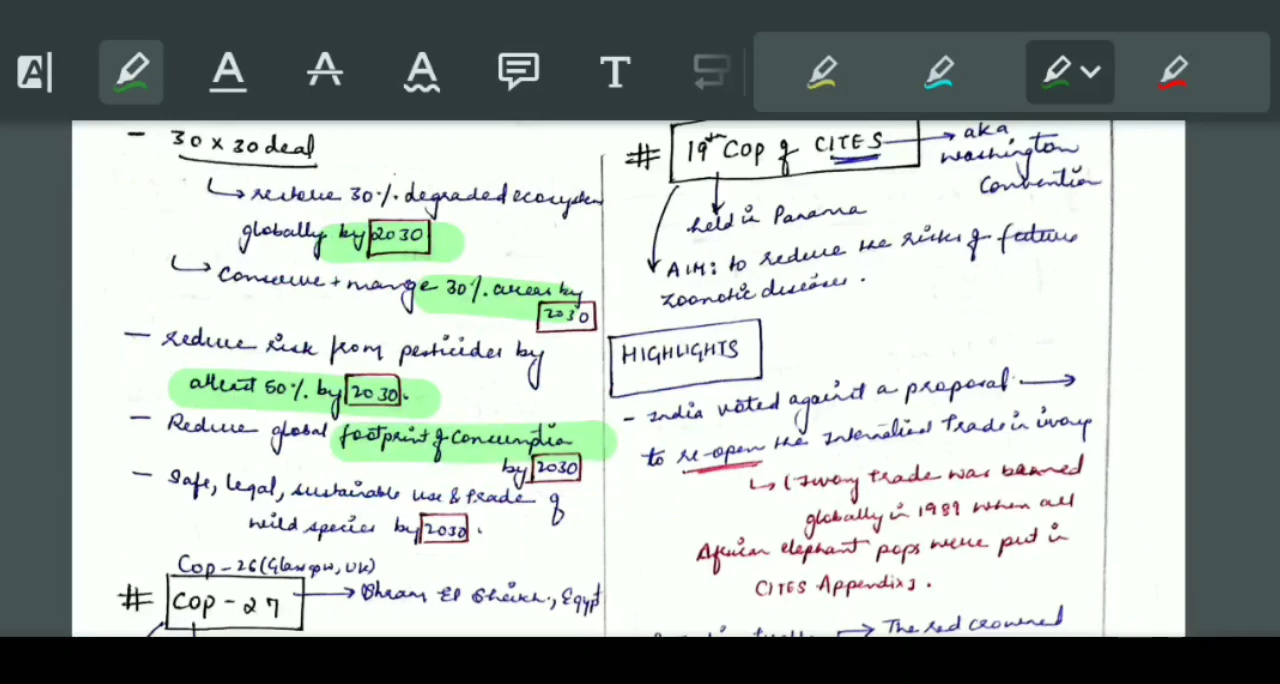 - 30 x 30 deal
↳ restore 30% degraded ecosystem
globally by 2030
↳ Conserve + mange 30% areas by
2030
- reduce risk from pesticides by
atleast 50% by 2030.
- Reduce global footprint of consumption
by 2030
- Safe, legal, sustainable use & trade of
wild species by 2030.
COP-26 (Glasgow, UK)
# COP-27 → Sharm El Sheikh, Egypt
# 19th COP of CITES → aka
Washington
Convention
held in Panama
AIM: to reduce the risks of future
zoonotic diseases.
HIGHLIGHTS
- India voted against a proposal →
to re-open the International Trade in ivory
↳ (Ivory trade was banned
globally in 1989 when all
African elephant pops were put in
CITES Appendix I.
→ The red crowned